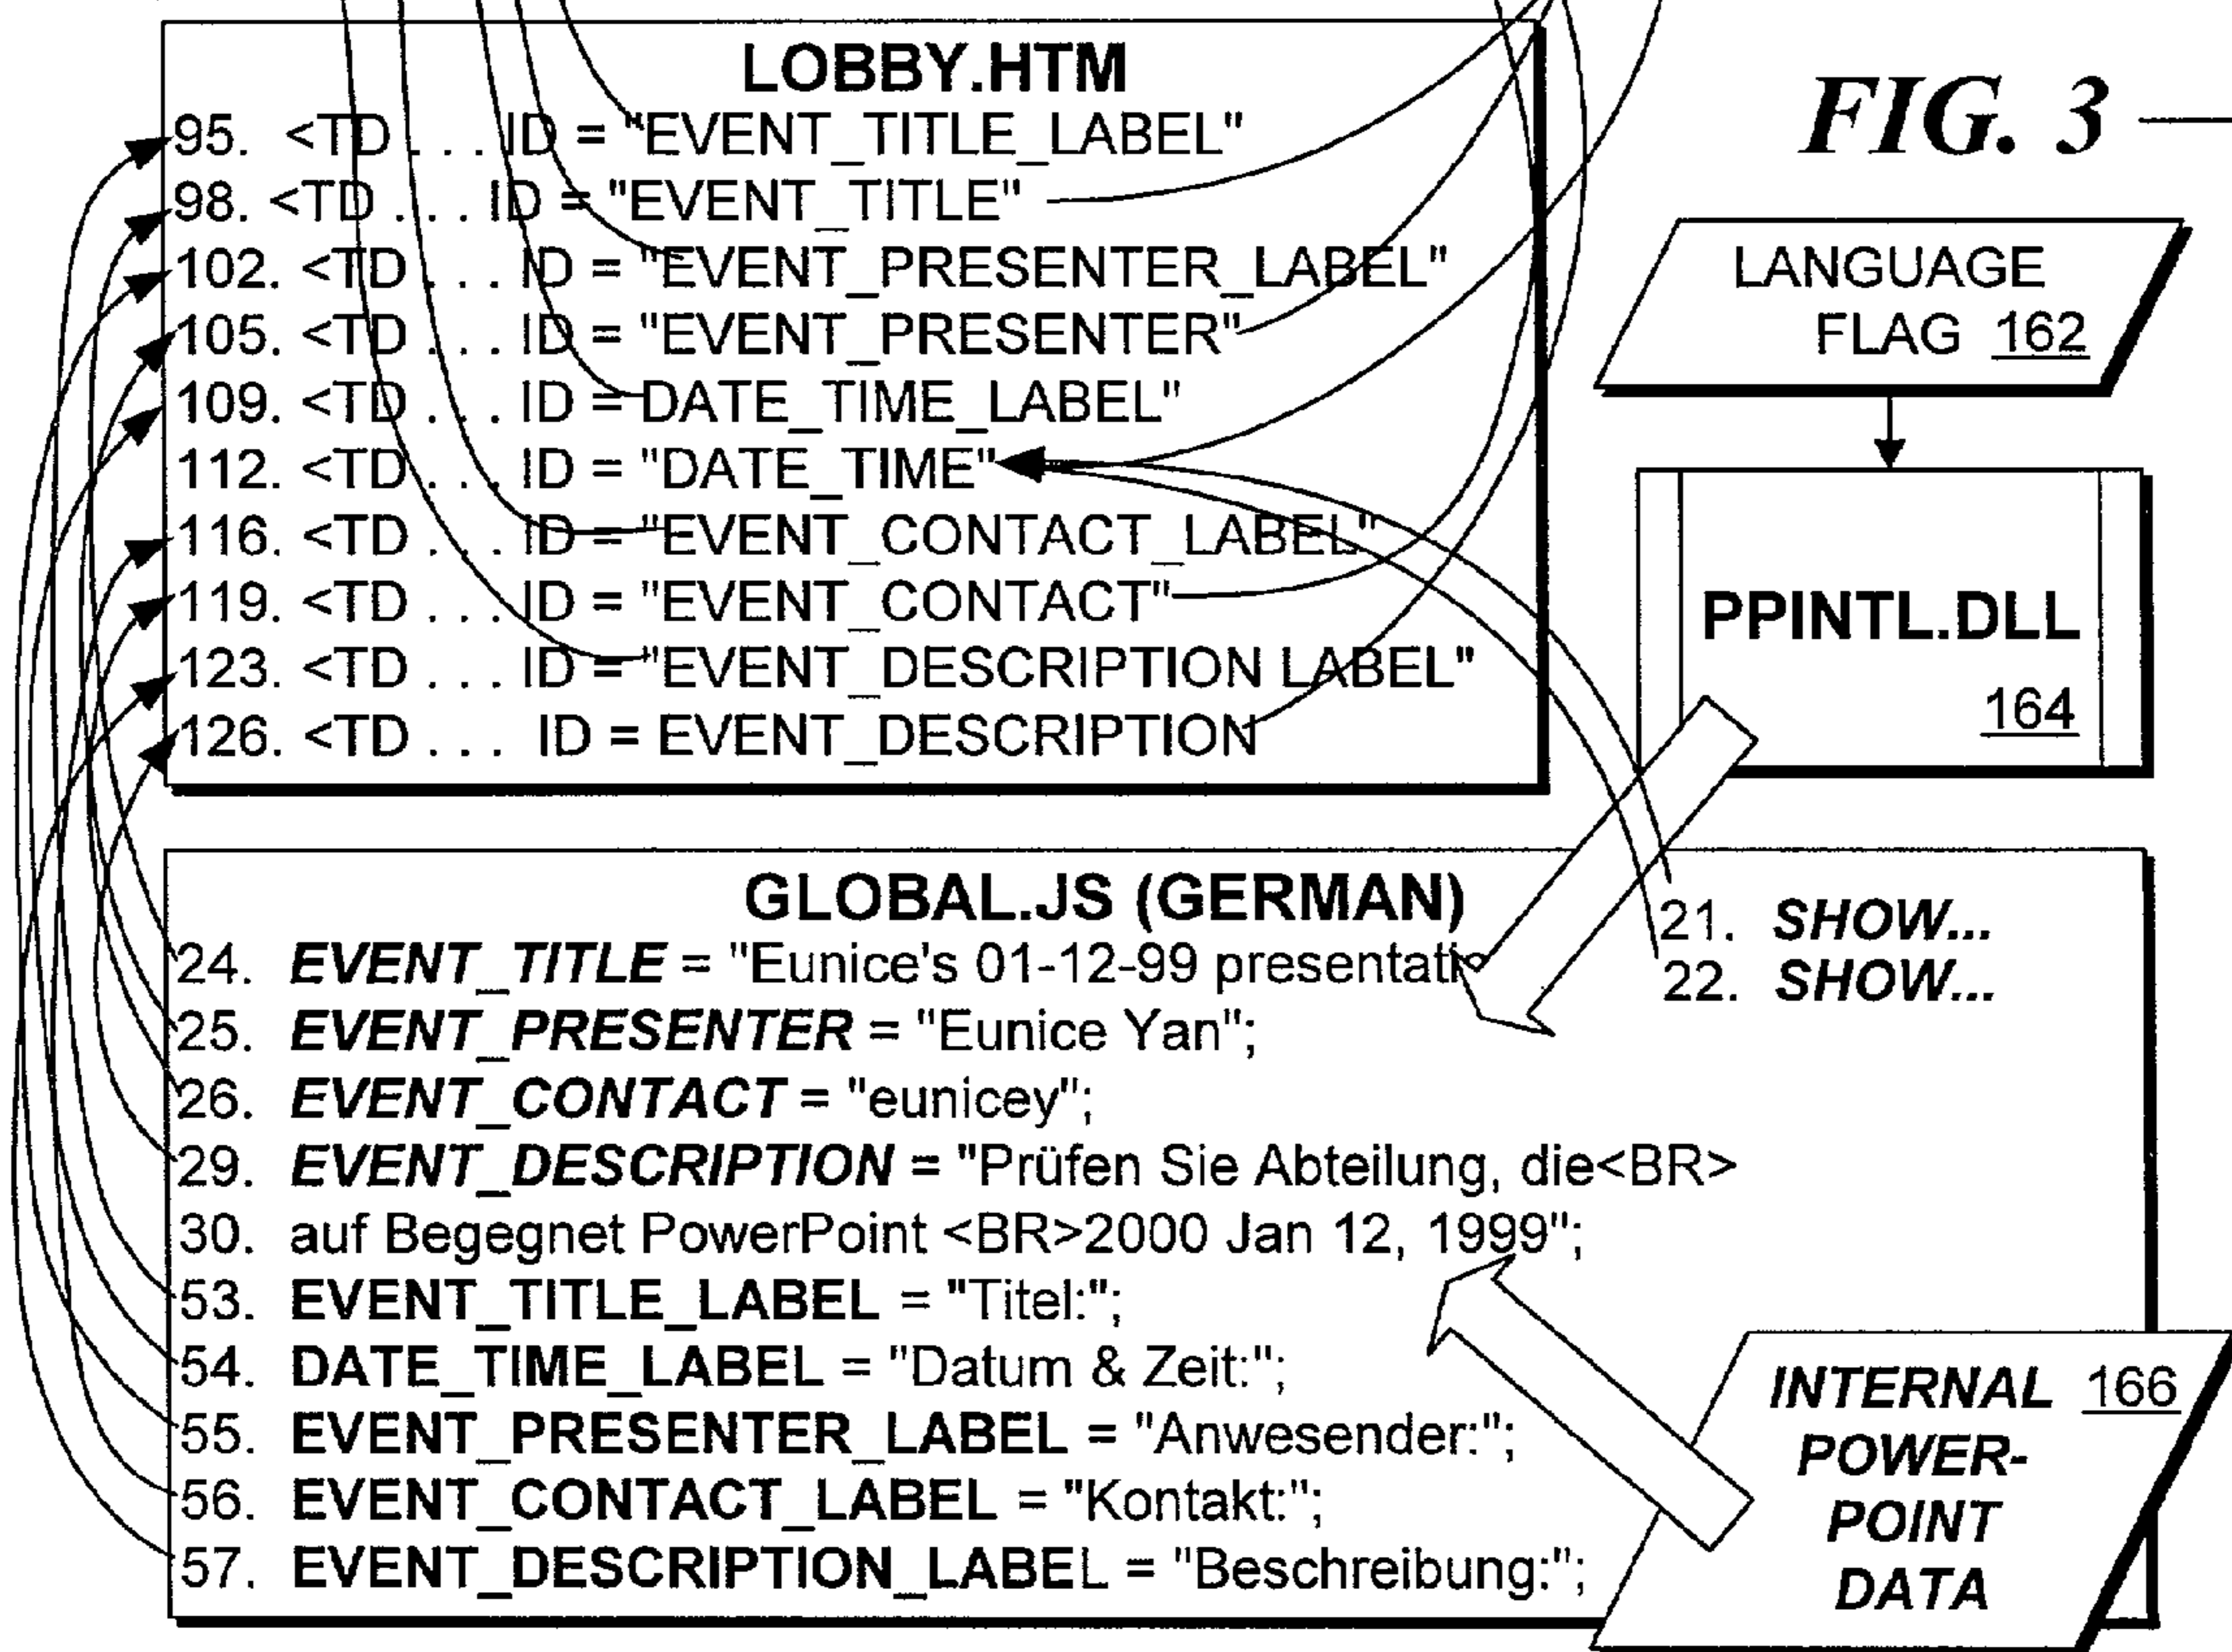 LOBBY.HTM
95. <TD . . . ID = "EVENT_TITLE_LABEL"
98. <TD . . . ID = "EVENT_TITLE"
102. <TD . . . ID = "EVENT_PRESENTER_LABEL"
105. <TD . . . ID = "EVENT_PRESENTER"
109. <TD . . . ID = DATE_TIME_LABEL"
112. <TD . . . ID = "DATE_TIME"
116. <TD . . . ID = "EVENT_CONTACT_LABEL"
119. <TD . . . ID = "EVENT_CONTACT"
123. <TD . . . ID = "EVENT_DESCRIPTION LABEL"
126. <TD . . . ID = EVENT_DESCRIPTION
FIG. 3
LANGUAGE
FLAG 162
PPINTL.DLL
164
GLOBAL.JS (GERMAN)
24. EVENT_TITLE = "Eunice's 01-12-99
25. EVENT_PRESENTER = "Eunice Yan";
26. EVENT_CONTACT = "eunicey";
29. EVENT_DESCRIPTION = "Prüfen Sie Abteilung, die<BR>
30. auf Begegnet PowerPoint <BR>2000 Jan 12, 1999";
53. EVENT_TITLE_LABEL = "Titel:";
54. DATE_TIME_LABEL = "Datum & Zeit:";
55. EVENT_PRESENTER_LABEL = "Anwesender:";
56. EVENT_CONTACT_LABEL = "Kontakt:";
57. EVENT_DESCRIPTION_LABEL = "Beschreibung:";
21. SHOW...
22. SHOW...
INTERNAL 166
POWER-
POINT
DATA